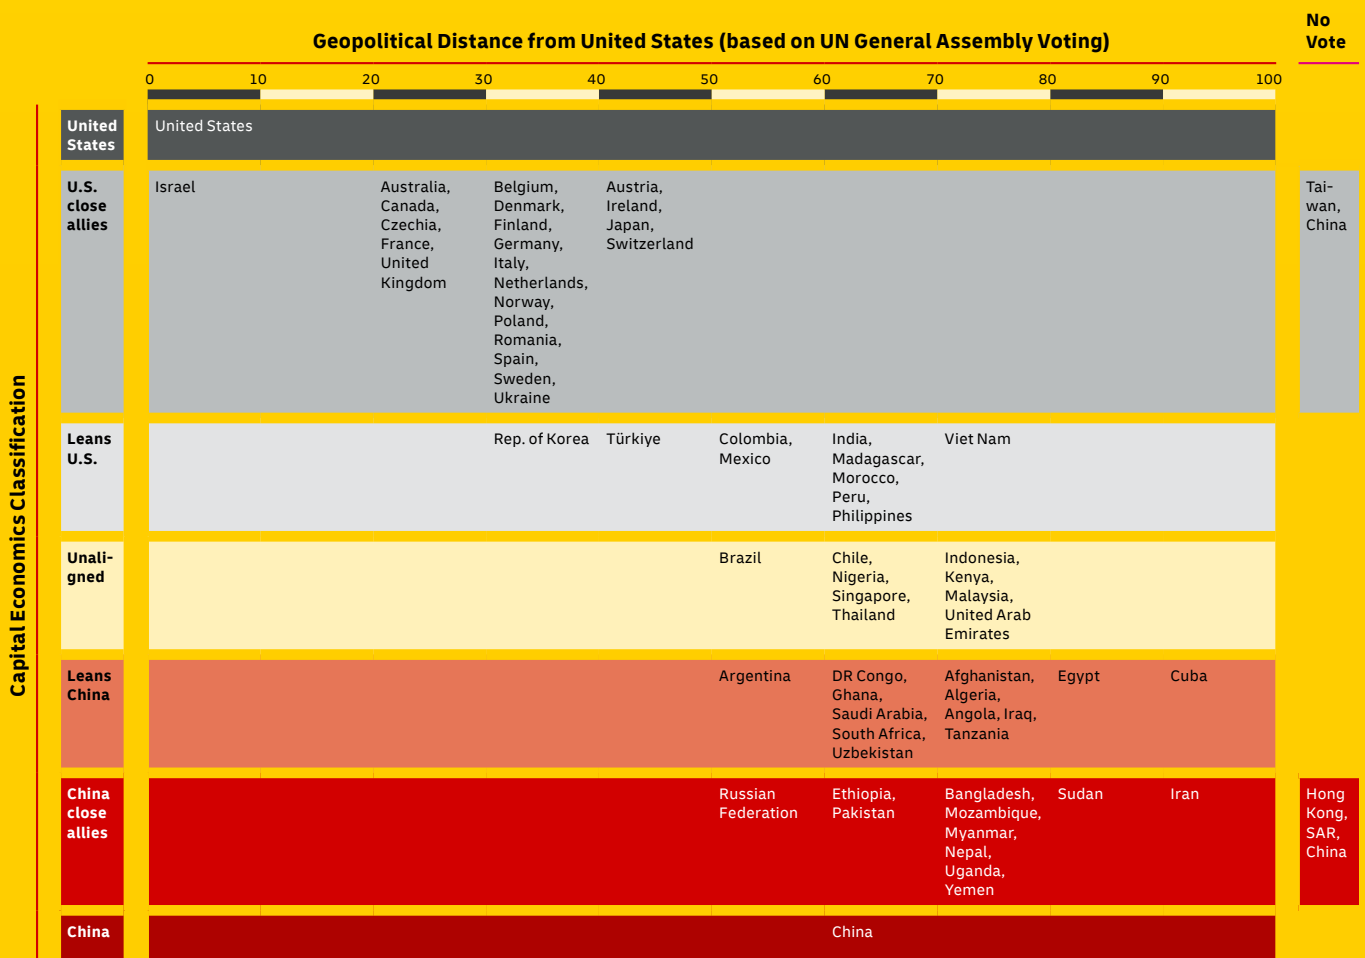 No
Vote
Geopolitical Distance from United States (based on UN General Assembly Voting)
0 10 20 30 40 50 60 70 80 90 100
Capital Economics Classification
United
States
United States
U.S.
close
allies
Israel
Australia,
Canada,
Czechia,
France,
United
Kingdom
Belgium,
Denmark,
Finland,
Germany,
Italy,
Netherlands,
Norway,
Poland,
Romania,
Spain,
Sweden,
Ukraine
Austria,
Ireland,
Japan,
Switzerland
Tai-
wan,
China
Leans
U.S.
Rep. of Korea
Türkiye
Colombia,
Mexico
India,
Madagascar,
Morocco,
Peru,
Philippines
Viet Nam
Unali-
gned
Brazil
Chile,
Nigeria,
Singapore,
Thailand
Indonesia,
Kenya,
Malaysia,
United Arab
Emirates
Leans
China
Argentina
DR Congo,
Ghana,
Saudi Arabia,
South Africa,
Uzbekistan
Afghanistan,
Algeria,
Angola, Iraq,
Tanzania
Egypt
Cuba
China
close
allies
Russian
Federation
Ethiopia,
Pakistan
Bangladesh,
Mozambique,
Myanmar,
Nepal,
Uganda,
Yemen
Sudan
Iran
Hong
Kong,
SAR,
China
China
China